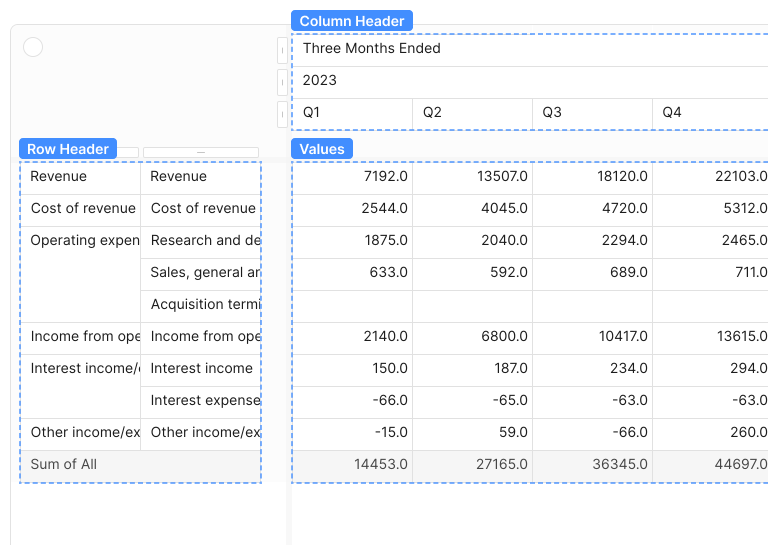 Column Header
Three Months Ended
2023
Q1 Q2 Q3 Q4
Row Header Values
Revenue Revenue 7192.0 13507.0 18120.0 22103.0
Cost of revenue Cost of revenue 2544.0 4045.0 4720.0 5312.0
Operating expen Research and de 1875.0 2040.0 2294.0 2465.0
Sales, general ar 633.0 592.0 689.0 711.0
Acquisition termi
Income from ope Income from ope 2140.0 6800.0 10417.0 13615.0
Interest income/ Interest income 150.0 187.0 234.0 294.0
Interest expense -66.0 -65.0 -63.0 -63.0
Other income/ex Other income/ex -15.0 59.0 -66.0 260.0
Sum of All 14453.0 27165.0 36345.0 44697.0